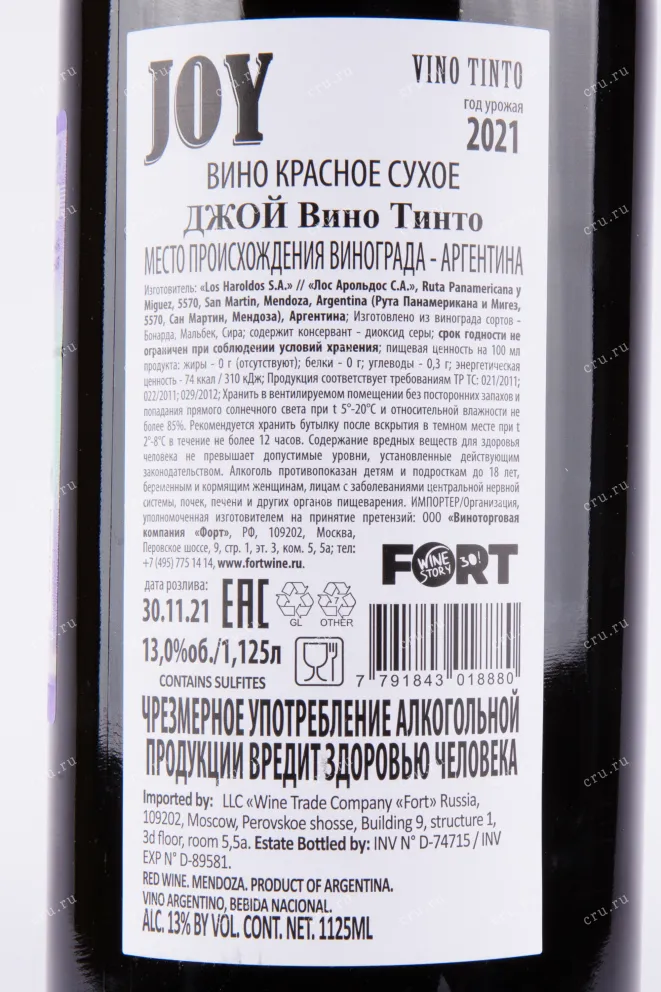 JOY
VINO TINTO
год урожая
2021
ВИНО КРАСНОЕ СУХОЕ
ДЖОЙ Вино Тинто
МЕСТО ПРОИСХОЖДЕНИЯ ВИНОГРАДА - АРГЕНТИНА
Изготовитель: «Los Haroldos S.A.» // «Лос Арольдос С.А.», Ruta Panamericana y
Miguez, 5570, San Martin, Mendoza, Argentina (Рута Панамерикана и Мигез,
5570, Сан Мартин, Мендоза), Аргентина; Изготовлено из винограда сортов -
Бонарда, Мальбек, Сира; содержит консервант - диоксид серы; срок годности не
ограничен при соблюдении условий хранения; пищевая ценность на 100 мл
продукта: жиры - 0 г (отсутствуют); белки - 0 г; углеводы - 0,3 г; энергетическая
ценность - 74 ккал / 310 кДж; Продукция соответствует требованиям ТР ТС: 021/2011;
022/2011; 029/2012; Хранить в вентилируемом помещении без посторонних запахов и
попадания прямого солнечного света при t 5°-20°С и относительной влажности не
более 85%. Рекомендуется хранить бутылку после вскрытия в темном месте при t
2°-8°С в течение не более 12 часов. Содержание вредных веществ для здоровья
человека не превышает допустимые уровни, установленные действующим
законодательством. Алкоголь противопоказан детям и подросткам до 18 лет,
беременным и кормящим женщинам, лицам с заболеваниями центральной нервной
системы, почек, печени и других органов пищеварения. ИМПОРТЕР/Организация,
уполномоченная изготовителем на принятие претензий: ООО «Виноторговая
компания «Форт», РФ, 109202, Москва,
Перовское шоссе, 9, стр. 1, эт. 3, ком. 5, 5а; тел:
+7 (495) 775 14 14, www.fortwine.ru.
FORT
WINE STORY
30!
дата розлива:
30.11.21
EAC
GL
7
OTHER
13,0%об./1,125л
CONTAINS SULFITES
7 791843 018880
ЧРЕЗМЕРНОЕ УПОТРЕБЛЕНИЕ АЛКОГОЛЬНОЙ
ПРОДУКЦИИ ВРЕДИТ ЗДОРОВЬЮ ЧЕЛОВЕКА
Imported by: LLC «Wine Trade Company «Fort» Russia,
109202, Moscow, Perovskoe shosse, Building 9, structure 1,
3d floor, room 5,5a. Estate Bottled by: INV N° D-74715 / INV
EXP N° D-89581.
RED WINE. MENDOZA. PRODUCT OF ARGENTINA.
VINO ARGENTINO, BEBIDA NACIONAL.
ALC. 13% BY VOL. CONT. NET. 1125ML
cru.ru